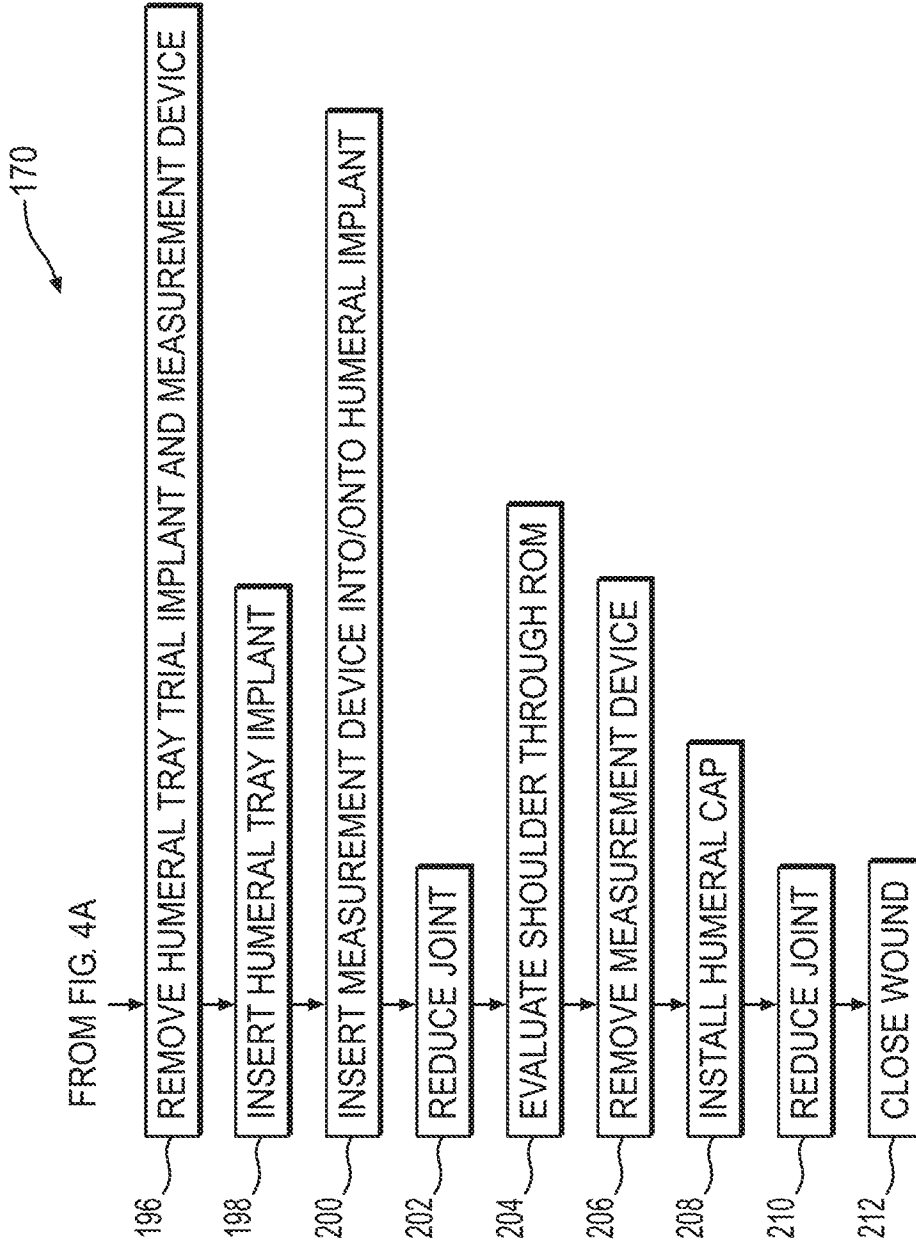 170
FROM FIG. 4A
196 REMOVE HUMERAL TRAY TRIAL IMPLANT AND MEASUREMENT DEVICE
198 INSERT HUMERAL TRAY IMPLANT
200 INSERT MEASUREMENT DEVICE INTO/ONTO HUMERAL IMPLANT
202 REDUCE JOINT
204 EVALUATE SHOULDER THROUGH ROM
206 REMOVE MEASUREMENT DEVICE
208 INSTALL HUMERAL CAP
210 REDUCE JOINT
212 CLOSE WOUND